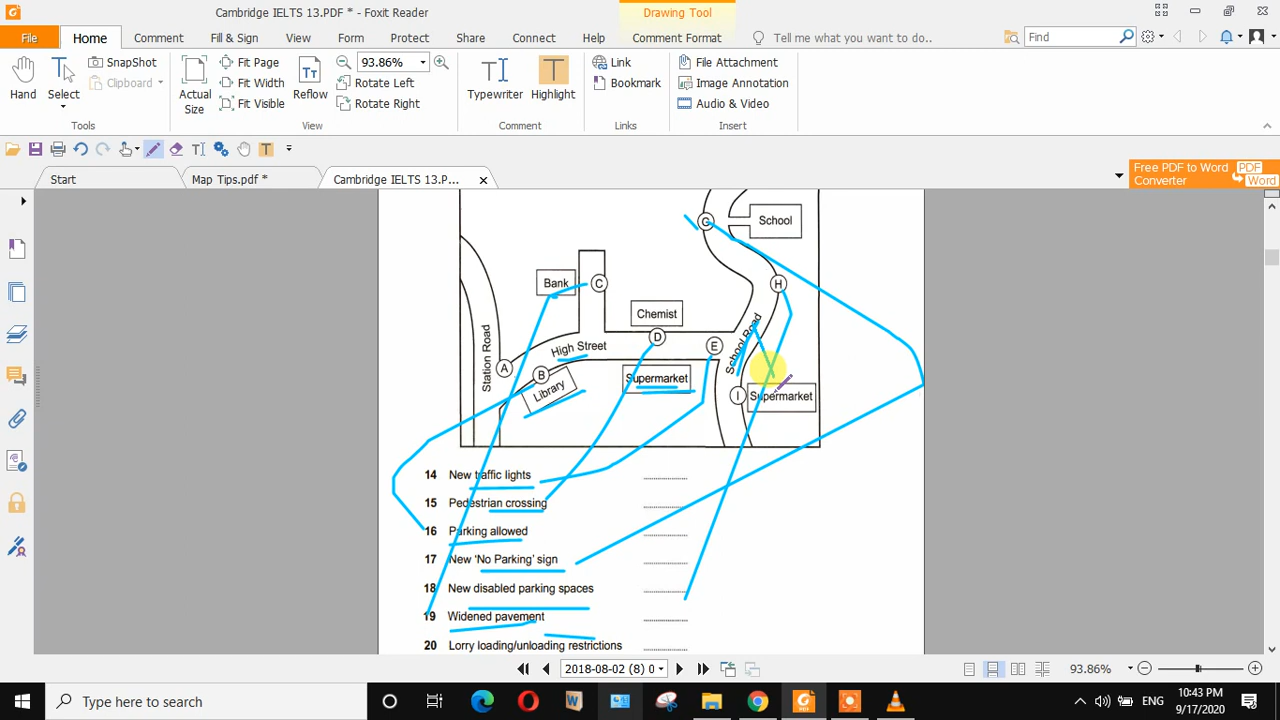 Cambridge IELTS 13.PDF * - Foxit Reader
Drawing Tool
File Home Comment Fill & Sign View Form Protect Share Connect Help Comment Format Tell me what you want to do.. Find
Hand
Select
SnapShot
Clipboard
Actual Size
Fit Page
Fit Width
Fit Visible
Reflow
93.86%
Rotate Left
Rotate Right
Typewriter
Highlight
Link
Bookmark
File Attachment
Image Annotation
Audio & Video
Tools View Comment Links Insert
Start Map Tips.pdf * Cambridge IELTS 13.P...
Free PDF to Word Converter
PDF
Word
G School
Bank C H
Chemist
D
High Street E School Road
Station Road
A
B
Library
Supermarket
I Supermarket
14 New traffic lights ................
15 Pedestrian crossing ................
16 Parking allowed ................
17 New ‘No Parking’ sign ................
18 New disabled parking spaces ................
19 Widened pavement ................
20 Lorry loading/unloading restrictions ................
2018-08-02 (8) 0 93.86%
Type here to search
ENG
10:43 PM
9/17/2020